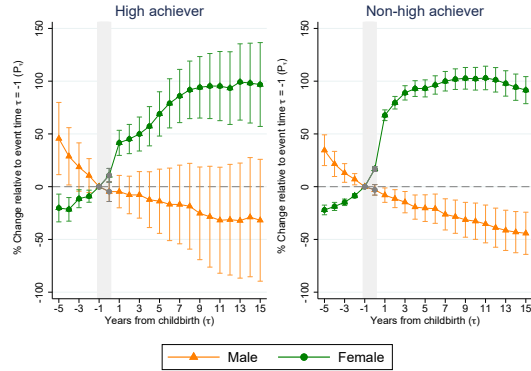 High achiever
Non-high achiever
% Change relative to event time τ = -1 (Pτ)
150
100
50
0
-50
-100
-5 -3 -1 1 3 5 7 9 11 13 15
Years from childbirth (τ)
% Change relative to event time τ = -1 (Pτ)
150
100
50
0
-50
-100
-5 -3 -1 1 3 5 7 9 11 13 15
Years from childbirth (τ)
Male Female